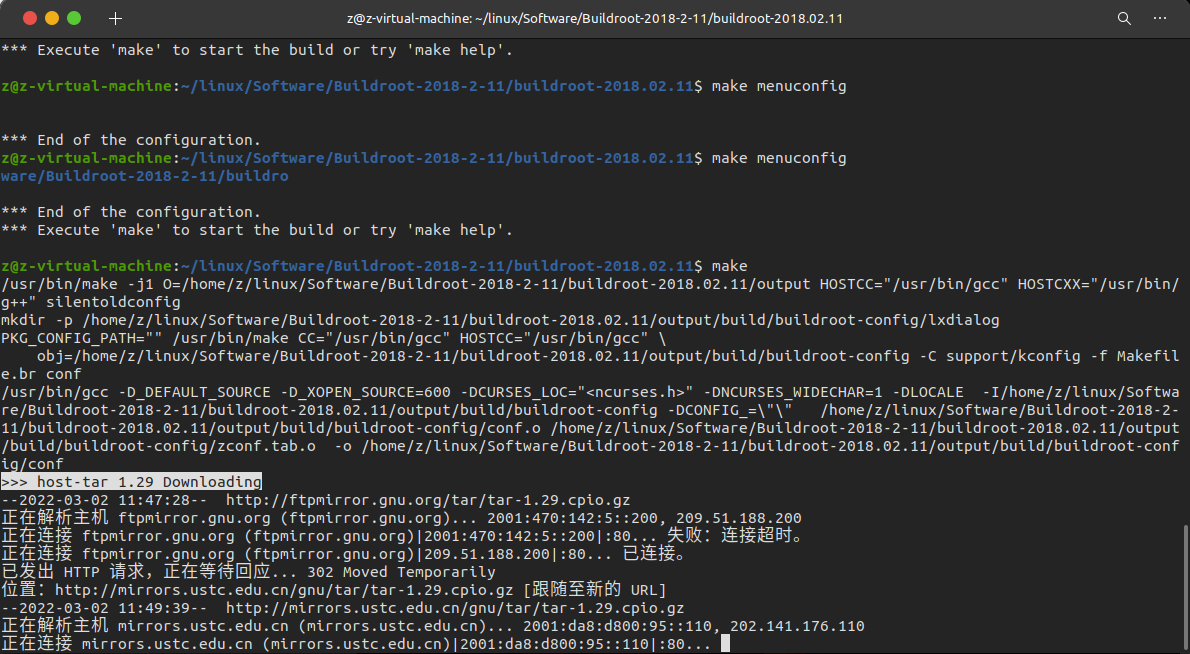 z@z-virtual-machine: ~/linux/Software/Buildroot-2018-2-11/buildroot-2018.02.11
*** Execute 'make' to start the build or try 'make help'.
z@z-virtual-machine:~/linux/Software/Buildroot-2018-2-11/buildroot-2018.02.11$ make menuconfig
*** End of the configuration.
z@z-virtual-machine:~/linux/Software/Buildroot-2018-2-11/buildroot-2018.02.11$ make menuconfig
ware/Buildroot-2018-2-11/buildro
*** End of the configuration.
*** Execute 'make' to start the build or try 'make help'.
z@z-virtual-machine:~/linux/Software/Buildroot-2018-2-11/buildroot-2018.02.11$ make
/usr/bin/make -j1 O=/home/z/linux/Software/Buildroot-2018-2-11/buildroot-2018.02.11/output HOSTCC="/usr/bin/gcc" HOSTCXX="/usr/bin/
g++" silentoldconfig
mkdir -p /home/z/linux/Software/Buildroot-2018-2-11/buildroot-2018.02.11/output/build/buildroot-config/lxdialog
PKG_CONFIG_PATH="" /usr/bin/make CC="/usr/bin/gcc" HOSTCC="/usr/bin/gcc" \
    obj=/home/z/linux/Software/Buildroot-2018-2-11/buildroot-2018.02.11/output/build/buildroot-config -C support/kconfig -f Makefil
e.br conf
/usr/bin/gcc -D_DEFAULT_SOURCE -D_XOPEN_SOURCE=600 -DCURSES_LOC="<ncurses.h>" -DNCURSES_WIDECHAR=1 -DLOCALE  -I/home/z/linux/Softwa
re/Buildroot-2018-2-11/buildroot-2018.02.11/output/build/buildroot-config -DCONFIG_=\"\"   /home/z/linux/Software/Buildroot-2018-2-
11/buildroot-2018.02.11/output/build/buildroot-config/conf.o /home/z/linux/Software/Buildroot-2018-2-11/buildroot-2018.02.11/output
/build/buildroot-config/zconf.tab.o  -o /home/z/linux/Software/Buildroot-2018-2-11/buildroot-2018.02.11/output/build/buildroot-conf
ig/conf
>>> host-tar 1.29 Downloading
--2022-03-02 11:47:28--  http://ftpmirror.gnu.org/tar/tar-1.29.cpio.gz
正在解析主机 ftpmirror.gnu.org (ftpmirror.gnu.org)... 2001:470:142:5::200, 209.51.188.200
正在连接 ftpmirror.gnu.org (ftpmirror.gnu.org)|2001:470:142:5::200|:80... 失败：连接超时。
正在连接 ftpmirror.gnu.org (ftpmirror.gnu.org)|209.51.188.200|:80... 已连接。
已发出 HTTP 请求，正在等待回应... 302 Moved Temporarily
位置：http://mirrors.ustc.edu.cn/gnu/tar/tar-1.29.cpio.gz [跟随至新的 URL]
--2022-03-02 11:49:39--  http://mirrors.ustc.edu.cn/gnu/tar/tar-1.29.cpio.gz
正在解析主机 mirrors.ustc.edu.cn (mirrors.ustc.edu.cn)... 2001:da8:d800:95::110, 202.141.176.110
正在连接 mirrors.ustc.edu.cn (mirrors.ustc.edu.cn)|2001:da8:d800:95::110|:80...